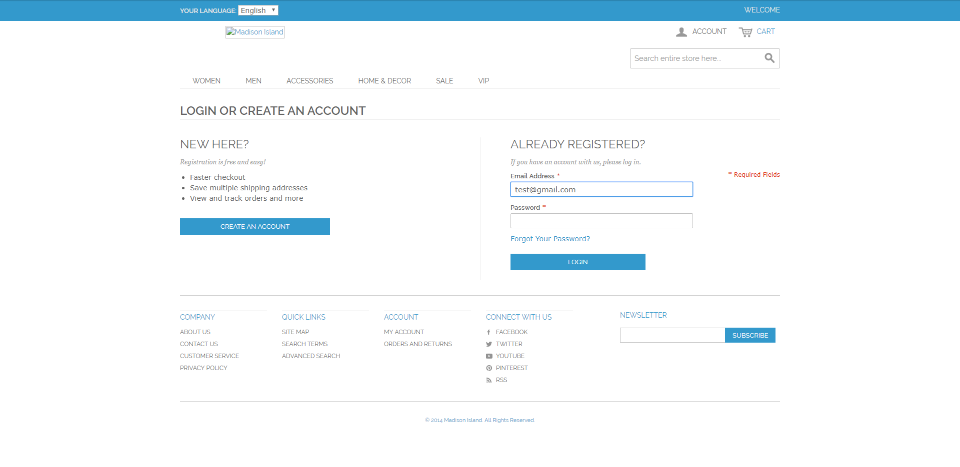 YOUR LANGUAGE: English WELCOME
Madison Island
ACCOUNT CART
Search entire store here...
WOMEN MEN ACCESSORIES HOME & DECOR SALE VIP
LOGIN OR CREATE AN ACCOUNT
NEW HERE?
Registration is free and easy!
Faster checkout
Save multiple shipping addresses
View and track orders and more
CREATE AN ACCOUNT
ALREADY REGISTERED?
If you have an account with us, please log in.
* Required Fields
Email Address *
test@gmail.com
Password *
Forgot Your Password?
LOGIN
COMPANY
ABOUT US
CONTACT US
CUSTOMER SERVICE
PRIVACY POLICY
QUICK LINKS
SITE MAP
SEARCH TERMS
ADVANCED SEARCH
ACCOUNT
MY ACCOUNT
ORDERS AND RETURNS
CONNECT WITH US
FACEBOOK
TWITTER
YOUTUBE
PINTEREST
RSS
NEWSLETTER
SUBSCRIBE
© 2014 Madison Island. All Rights Reserved.